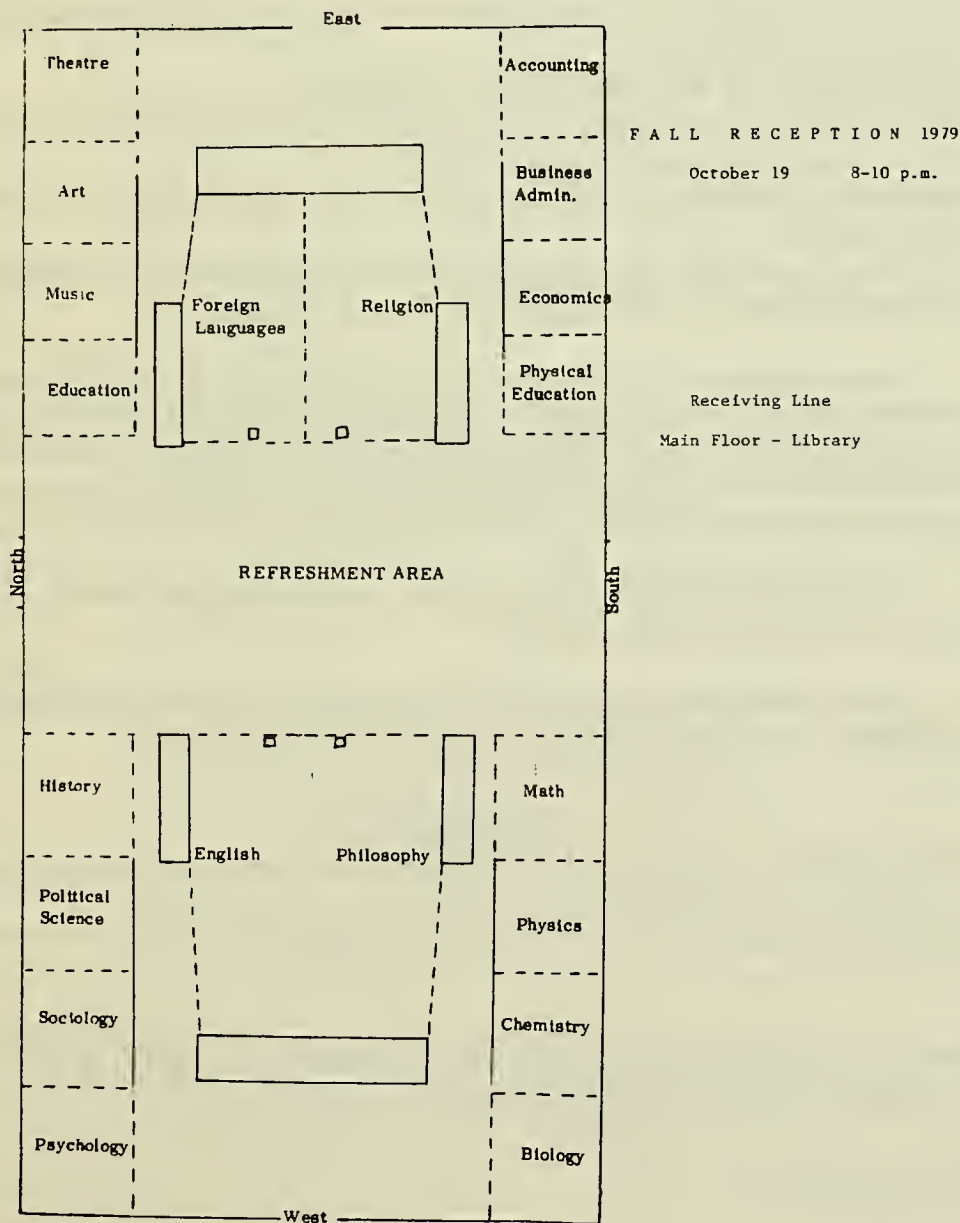 East
Theatre
Accounting
FALL RECEPTION 1979
October 19 8-10 p.m.
Art
Business
Admin.
Music
Foreign
Languages
Religion
Economics
Education
Physical
Education
Receiving Line
Main Floor - Library
North
REFRESHMENT AREA
South
History
Math
English
Philosophy
Political
Science
Physics
Sociology
Chemistry
Psychology
Biology
West